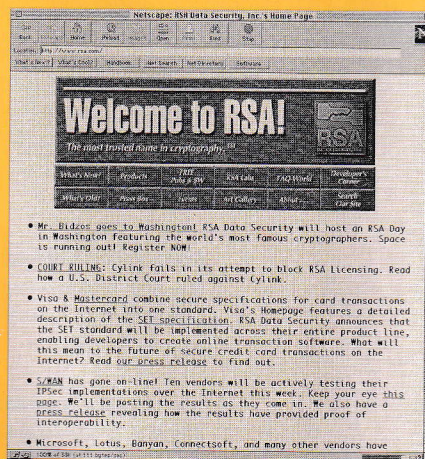 Netscape: RSA Data Security, Inc.'s Home Page
Back
Home
Reload
Images
Open
Print
Find
Stop
Location: http://www.rsa.com/
What's New?
What's Cool?
Handbook
Net Search
Net Directory
Software
Welcome to RSA!
The most trusted name in cryptography.™
RSA
What's New?
Products
FREE
Pubs & SW
RSA Labs
FAQ World
Developer's
Corner
What's Old?
Press Box
Events
Art Gallery
About
Search
Our Site
• Mr. Bidzos goes to Washington! RSA Data Security will host an RSA Day
in Washington featuring the world's most famous cryptographers. Space
is running out! Register NOW!
• COURT RULING: Cylink fails in its attempt to block RSA Licensing. Read
how a U.S. District Court ruled against Cylink.
• Visa & Mastercard combine secure specifications for card transactions
on the Internet into one standard. Visa's Homepage features a detailed
description of the SET specification. RSA Data Security announces that
the SET standard will be implemented across their entire product line,
enabling developers to create online transaction software. What will
this mean to the future of secure credit card transactions on the
Internet? Read our press release to find out.
• S/WAN has gone on-line! Ten vendors will be actively testing their
IPSec implementations over the Internet this week. Keep your eye this
page. We'll be posting the results as they come in. We also have a
press release revealing how the results have provided proof of
interoperability.
• Microsoft, Lotus, Banyan, Connectsoft, and many other vendors have
100% of 50K (at 111 bytes/sec)